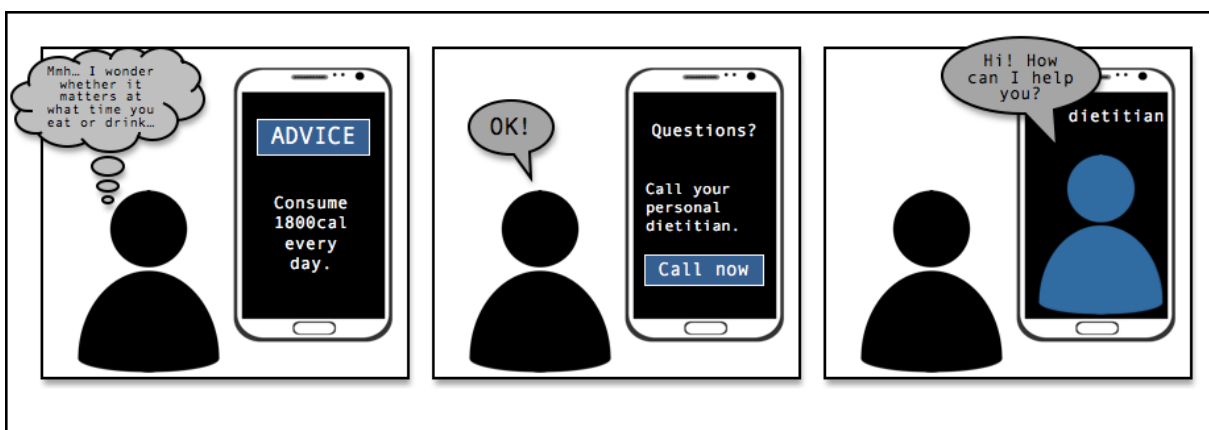 Mmh… I wonder
whether it
matters at
what time you
eat or drink…
ADVICE
Consume
1800cal
every
day.
OK!
Questions?
Call your
personal
dietitian.
Call now
Hi! How
can I help
you?
dietitian